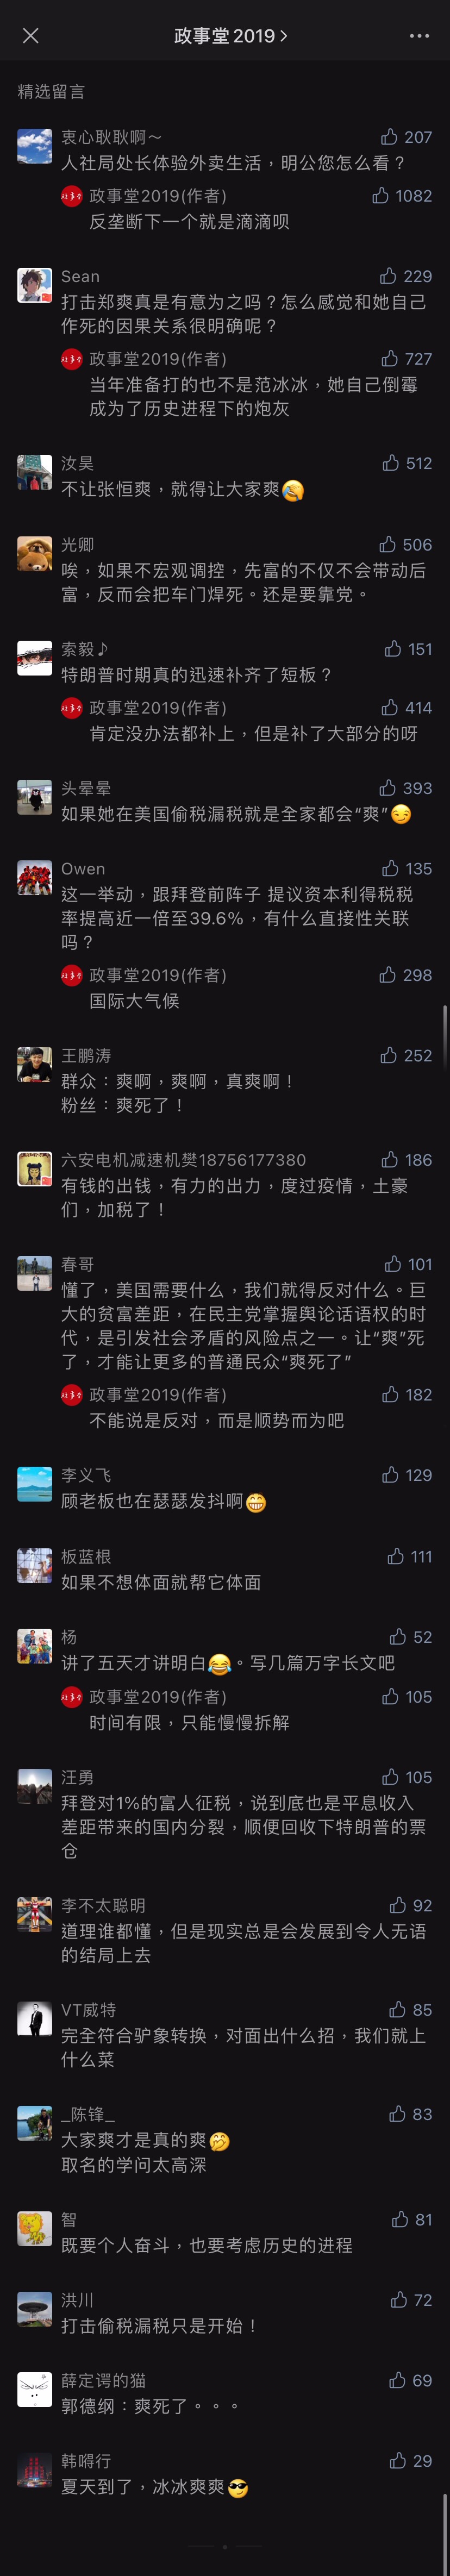 政事堂2019
精选留言
衷心耿耿啊～ 207
人社局处长体验外卖生活，明公您怎么看？
政事堂2019(作者) 1082
反垄断下一个就是滴滴呗
Sean 229
打击郑爽真是有意为之吗？怎么感觉和她自己
作死的因果关系很明确呢？
政事堂2019(作者) 727
当年准备打的也不是范冰冰，她自己倒霉
成为了历史进程下的炮灰
汝昊 512
不让张恒爽，就得让大家爽🤣
光卿 506
唉，如果不宏观调控，先富的不仅不会带动后
富，反而会把车门焊死。还是要靠党。
索毅♪ 151
特朗普时期真的迅速补齐了短板？
政事堂2019(作者) 414
肯定没办法都补上，但是补了大部分的呀
头晕晕 393
如果她在美国偷税漏税就是全家都会“爽”😏
Owen 135
这一举动，跟拜登前阵子 提议资本利得税税
率提高近一倍至39.6%，有什么直接性关联
吗？
政事堂2019(作者) 298
国际大气候
王鹏涛 252
群众：爽啊，爽啊，真爽啊！
粉丝：爽死了！
六安电机减速机樊18756177380 186
有钱的出钱，有力的出力，度过疫情，土豪
们，加税了！
春哥 101
懂了，美国需要什么，我们就得反对什么。巨
大的贫富差距，在民主党掌握舆论话语权的时
代，是引发社会矛盾的风险点之一。让“爽”死
了，才能让更多的普通民众“爽死了”
政事堂2019(作者) 182
不能说是反对，而是顺势而为吧
李义飞 129
顾老板也在瑟瑟发抖啊😁
板蓝根 111
如果不想体面就帮它体面
杨 52
讲了五天才讲明白😂。写几篇万字长文吧
政事堂2019(作者) 105
时间有限，只能慢慢拆解
汪勇 105
拜登对1%的富人征税，说到底也是平息收入
差距带来的国内分裂，顺便回收下特朗普的票
仓
李不太聪明 92
道理谁都懂，但是现实总是会发展到令人无语
的结局上去
VT威特 85
完全符合驴象转换，对面出什么招，我们就上
什么菜
_陈锋_ 83
大家爽才是真的爽🤭
取名的学问太高深
智 81
既要个人奋斗，也要考虑历史的进程
洪川 72
打击偷税漏税只是开始！
薛定谔的猫 69
郭德纲：爽死了。。。
韩嘚行 29
夏天到了，冰冰爽爽😎